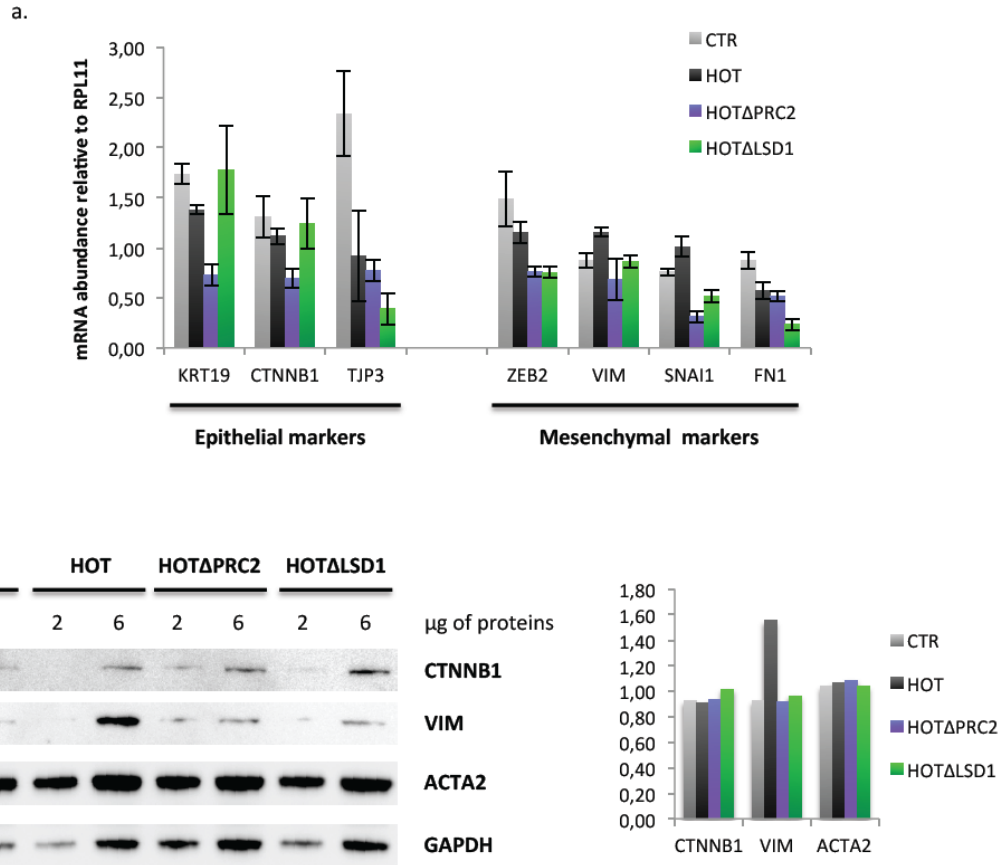 a.
mRNA abundance relative to RPL11
3,00
2,50
2,00
1,50
1,00
0,50
0,00
CTR
HOT
HOTΔPRC2
HOTΔLSD1
KRT19 CTNNB1 TJP3 ZEB2 VIM SNAI1 FN1
Epithelial markers Mesenchymal markers
HOT HOTΔPRC2 HOTΔLSD1
2 6 2 6 2 6 µg of proteins
CTNNB1
VIM
ACTA2
GAPDH
1,80
1,60
1,40
1,20
1,00
0,80
0,60
0,40
0,20
0,00
CTR
HOT
HOTΔPRC2
HOTΔLSD1
CTNNB1 VIM ACTA2